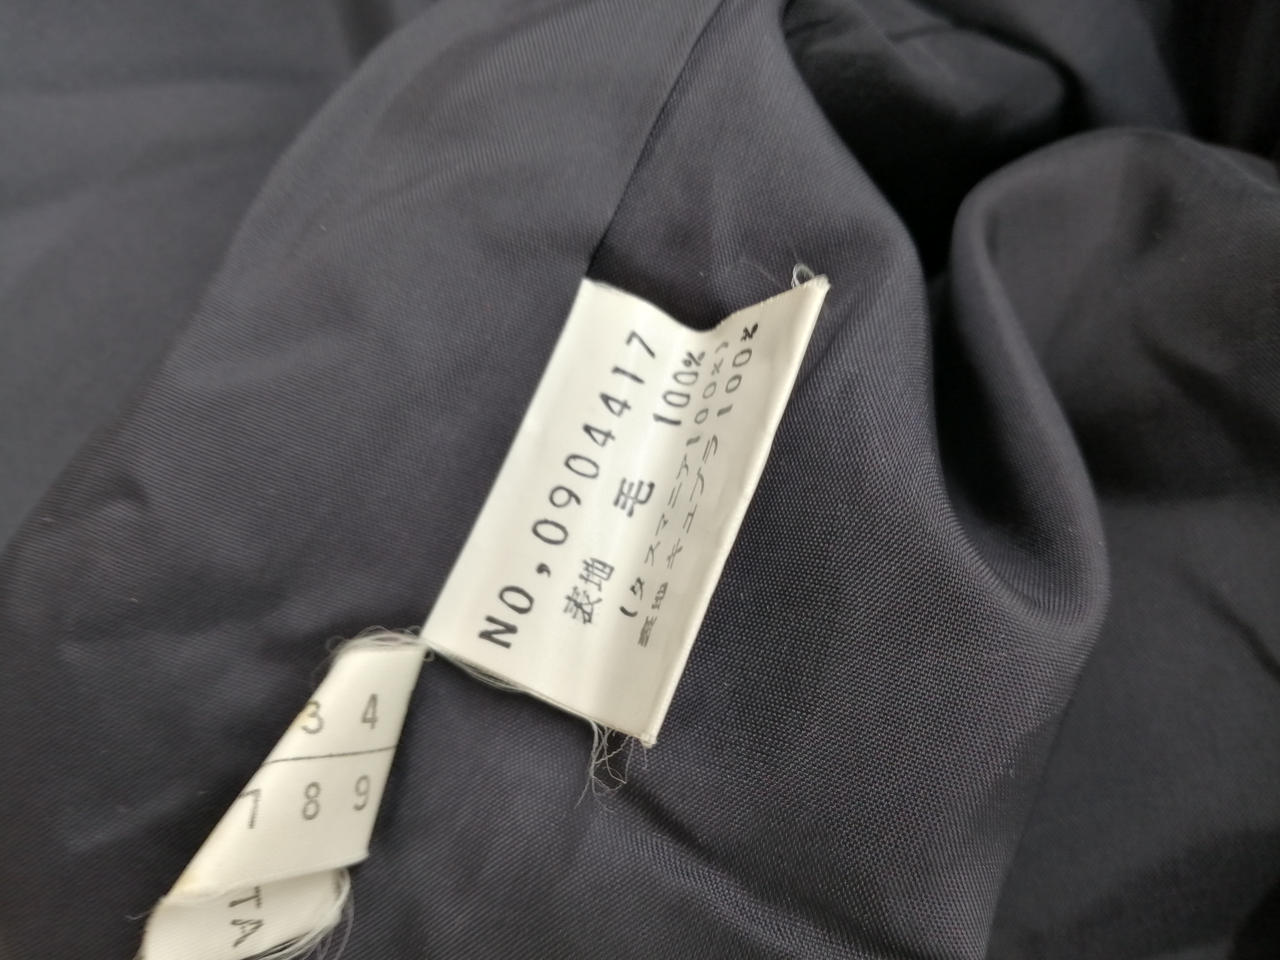 NO,0904417
表地 毛 100%
(タスマニア100%)
裏地 キュプラ 100%
3 4
7 8 9